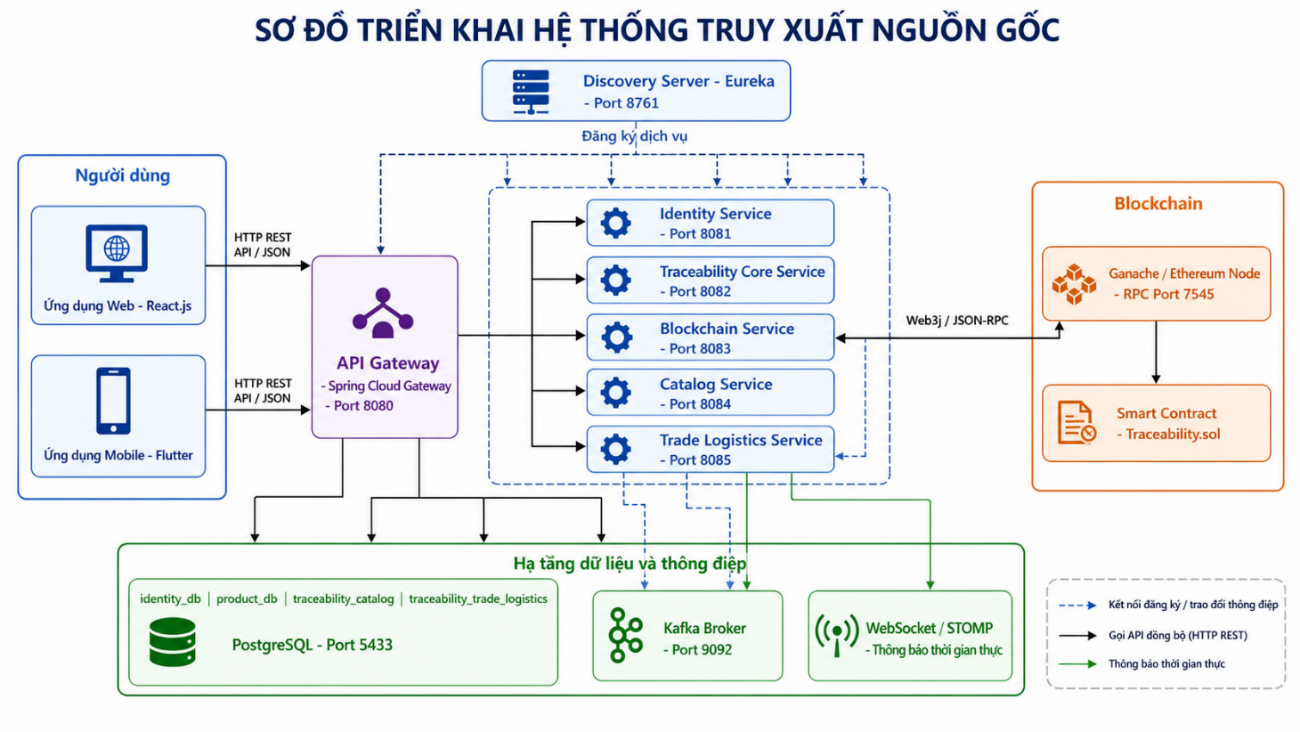 SƠ ĐỒ TRIỂN KHAI HỆ THỐNG TRUY XUẤT NGUỒN GỐC
Discovery Server - Eureka
- Port 8761
Đăng ký dịch vụ
Người dùng
Ứng dụng Web - React.js
Ứng dụng Mobile - Flutter
HTTP REST
API / JSON
HTTP REST
API / JSON
API Gateway
- Spring Cloud Gateway
- Port 8080
Identity Service
- Port 8081
Traceability Core Service
- Port 8082
Blockchain Service
- Port 8083
Catalog Service
- Port 8084
Trade Logistics Service
- Port 8085
Web3j / JSON-RPC
Blockchain
Ganache / Ethereum Node
- RPC Port 7545
Smart Contract
- Traceability.sol
Hạ tầng dữ liệu và thông điệp
identity_db | product_db | traceability_catalog | traceability_trade_logistics
PostgreSQL - Port 5433
Kafka Broker
- Port 9092
WebSocket / STOMP
- Thông báo thời gian thực
Kết nối đăng ký / trao đổi thông điệp
Gọi API đồng bộ (HTTP REST)
Thông báo thời gian thực